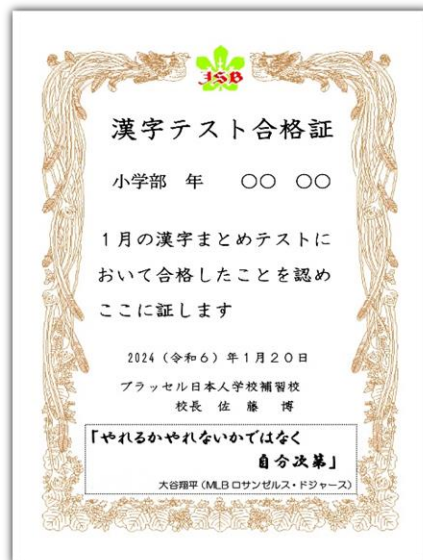 JSB
漢字テスト合格証
小学部　年　　○○　○○
１月の漢字まとめテストに
おいて合格したことを認め
ここに証します
2024（令和６）年１月２０日
ブラッセル日本人学校補習校
校長　佐　藤　博
「やれるかやれないかではなく
自分次第」
大谷翔平（MLB ロサンゼルス・ドジャース）